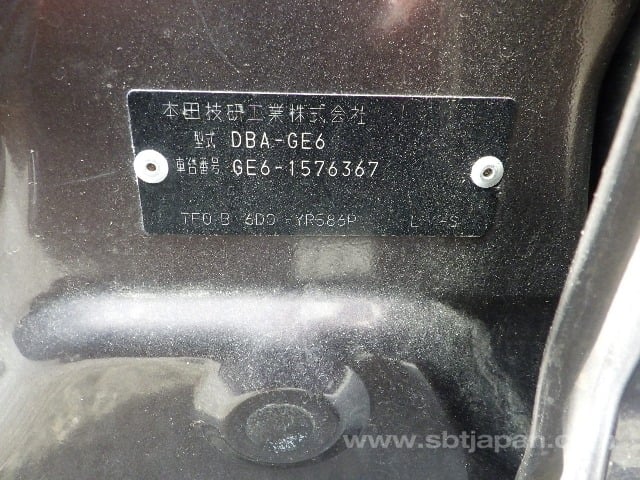 本田技研工業株式会社
型式 DBA-GE6
車台番号 GE6-1576367
YR586P
www.sbtjapan.com